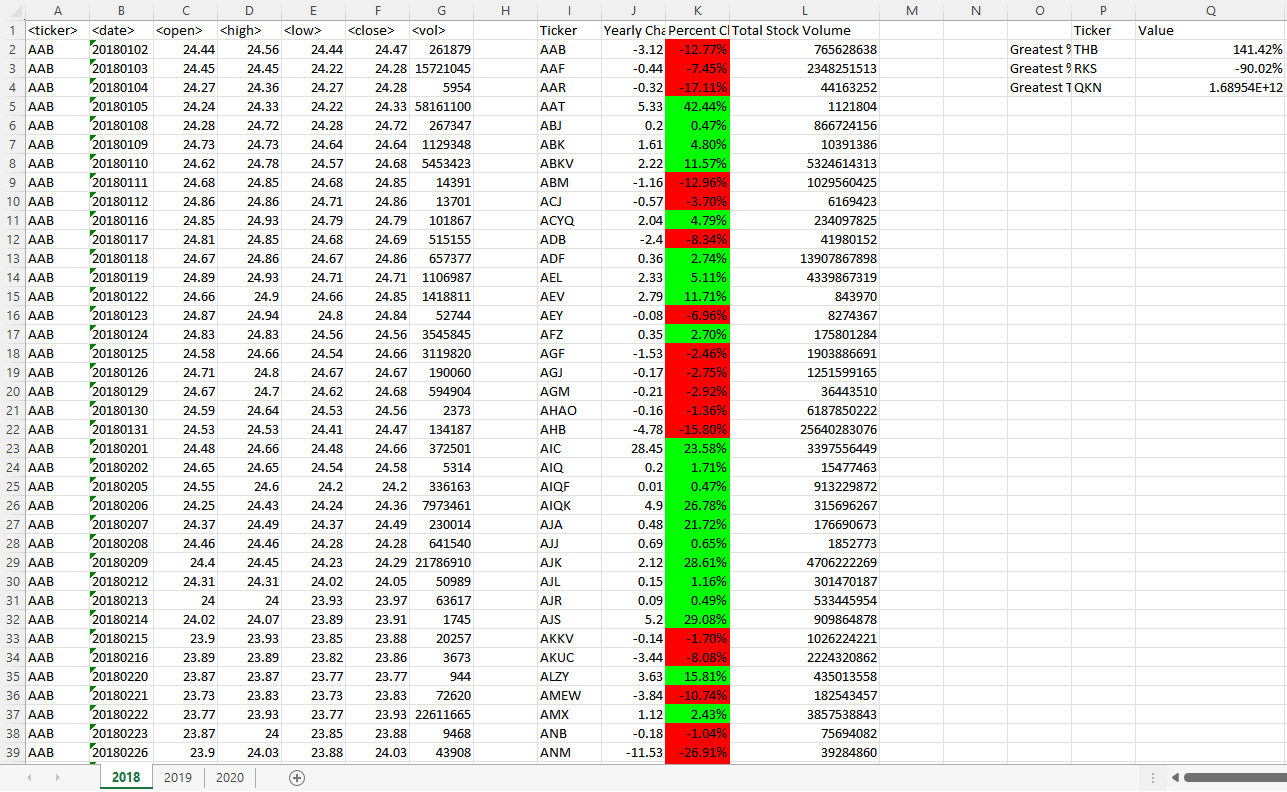 A B C D E F G H I J K L M N O P Q
1 <ticker> <date> <open> <high> <low> <close> <vol> Ticker Yearly Cha Percent Cl Total Stock Volume Ticker Value
2 AAB 20180102 24.44 24.56 24.44 24.47 261879 AAB -3.12 -12.77% 765628638 Greatest % THB 141.42%
3 AAB 20180103 24.45 24.45 24.22 24.28 15721045 AAF -0.44 -7.45% 2348251513 Greatest % RKS -90.02%
4 AAB 20180104 24.27 24.36 24.27 24.28 5954 AAR -0.32 -17.11% 44163252 Greatest T QKN 1.68954E+12
5 AAB 20180105 24.24 24.33 24.22 24.33 58161100 AAT 5.33 42.44% 1121804
6 AAB 20180108 24.28 24.72 24.28 24.72 267347 ABJ 0.2 0.47% 866724156
7 AAB 20180109 24.73 24.73 24.64 24.64 1129348 ABK 1.61 4.80% 10391386
8 AAB 20180110 24.62 24.78 24.57 24.68 5453423 ABKV 2.22 11.57% 5324614313
9 AAB 20180111 24.68 24.85 24.68 24.85 14391 ABM -1.16 -12.96% 1029560425
10 AAB 20180112 24.86 24.86 24.71 24.86 13701 ACJ -0.57 -3.70% 6169423
11 AAB 20180116 24.85 24.93 24.79 24.79 101867 ACYQ 2.04 4.79% 234097825
12 AAB 20180117 24.81 24.85 24.68 24.69 515155 ADB -2.4 -8.34% 41980152
13 AAB 20180118 24.67 24.86 24.67 24.86 657377 ADF 0.36 2.74% 13907867898
14 AAB 20180119 24.89 24.93 24.71 24.71 1106987 AEL 2.33 5.11% 4339867319
15 AAB 20180122 24.66 24.9 24.66 24.85 1418811 AEV 2.79 11.71% 843970
16 AAB 20180123 24.87 24.94 24.8 24.84 52744 AEY -0.08 -6.96% 8274367
17 AAB 20180124 24.83 24.83 24.56 24.56 3545845 AFZ 0.35 2.70% 175801284
18 AAB 20180125 24.58 24.66 24.54 24.66 3119820 AGF -1.53 -2.46% 1903886691
19 AAB 20180126 24.71 24.8 24.67 24.67 190060 AGJ -0.17 -2.75% 1251599165
20 AAB 20180129 24.67 24.7 24.62 24.68 594904 AGM -0.21 -2.92% 36443510
21 AAB 20180130 24.59 24.64 24.53 24.56 2373 AHAO -0.16 -1.36% 6187850222
22 AAB 20180131 24.53 24.53 24.41 24.47 134187 AHB -4.78 -15.80% 25640283076
23 AAB 20180201 24.48 24.66 24.48 24.66 372501 AIC 28.45 23.58% 3397556449
24 AAB 20180202 24.65 24.65 24.54 24.58 5314 AIQ 0.2 1.71% 15477463
25 AAB 20180205 24.55 24.6 24.2 24.2 336163 AIQF 0.01 0.47% 913229872
26 AAB 20180206 24.25 24.43 24.24 24.36 7973461 AIQK 4.9 26.78% 315696267
27 AAB 20180207 24.37 24.49 24.37 24.49 230014 AJA 0.48 21.72% 176690673
28 AAB 20180208 24.46 24.46 24.28 24.28 641540 AJJ 0.69 0.65% 1852773
29 AAB 20180209 24.4 24.45 24.23 24.29 21786910 AJK 2.12 28.61% 4706222269
30 AAB 20180212 24.31 24.31 24.02 24.05 50989 AJL 0.15 1.16% 301470187
31 AAB 20180213 24 24 23.93 23.97 63617 AJR 0.09 0.49% 533445954
32 AAB 20180214 24.02 24.07 23.89 23.91 1745 AJS 5.2 29.08% 909864878
33 AAB 20180215 23.9 23.93 23.85 23.88 20257 AKKV -0.14 -1.70% 1026224221
34 AAB 20180216 23.89 23.89 23.82 23.86 3673 AKUC -3.44 -8.08% 2224320862
35 AAB 20180220 23.87 23.87 23.77 23.77 944 ALZY 3.63 15.81% 435013558
36 AAB 20180221 23.73 23.83 23.73 23.83 72620 AMEW -3.84 -10.74% 182543457
37 AAB 20180222 23.77 23.93 23.77 23.93 22611665 AMX 1.12 2.43% 3857538843
38 AAB 20180223 23.87 24 23.85 23.88 9468 ANB -0.18 -1.04% 75694082
39 AAB 20180226 23.9 24.03 23.88 24.03 43908 ANM -11.53 -26.91% 39284860
2018 2019 2020